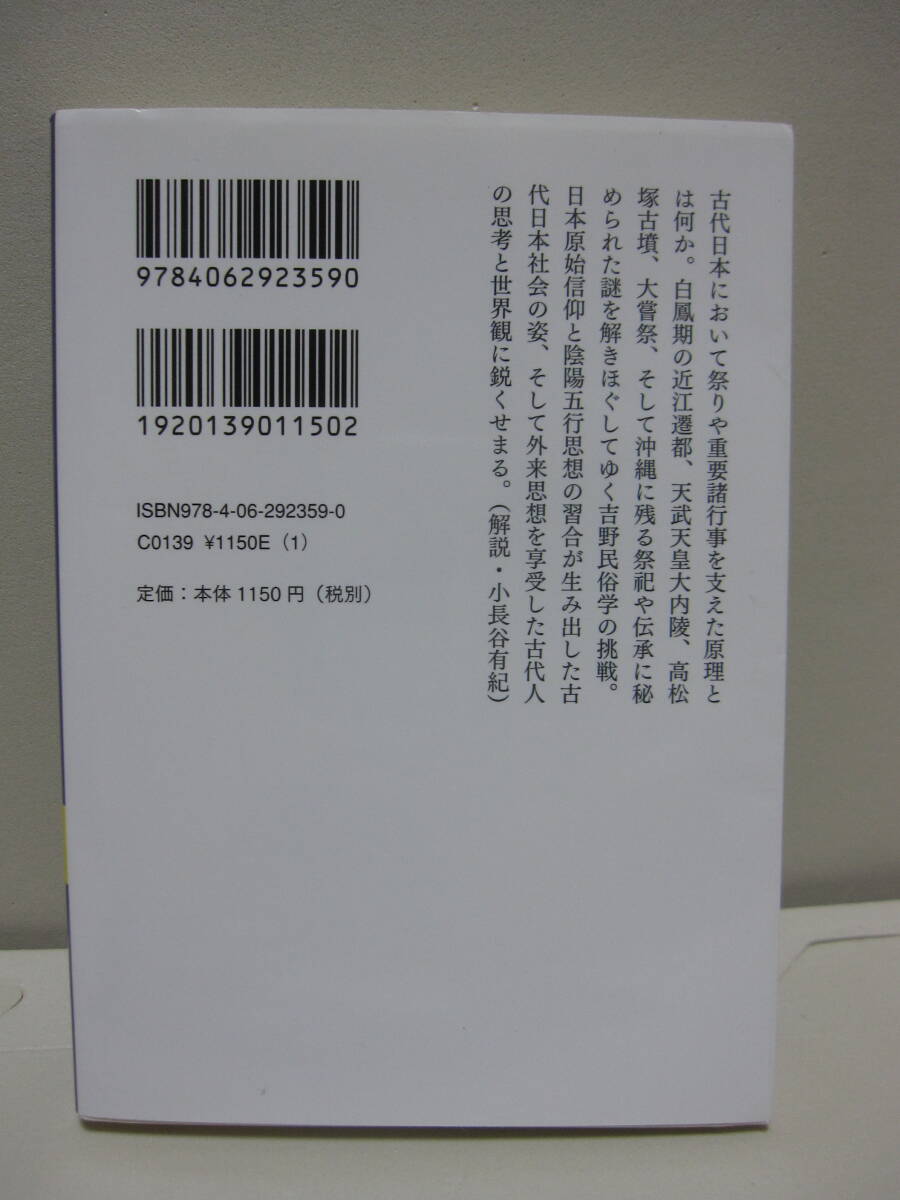 古代日本において祭りや重要諸行事を支えた原理と
は何か。白鳳期の近江遷都、天武天皇大内陵、高松
塚古墳、大嘗祭、そして沖縄に残る祭祀や伝承に秘
められた謎を解きほぐしてゆく吉野民俗学の挑戦。
日本原始信仰と陰陽五行思想の習合が生み出した古
代日本社会の姿、そして外来思想を享受した古代人
の思考と世界観に鋭くせまる。（解説・小長谷有紀）
9784062923590
1920139011502
ISBN978-4-06-292359-0
C0139 ¥1150E（1）
定価：本体1150円（税別）